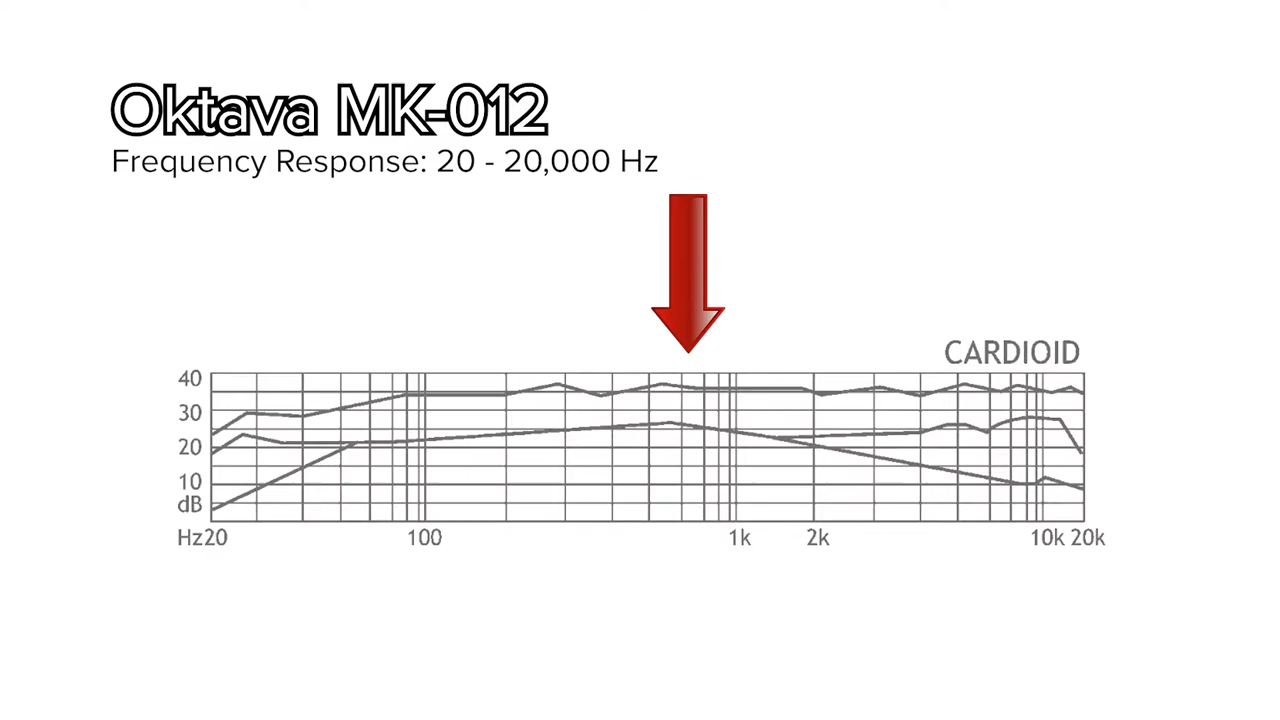 Oktava MK-012
Frequency Response: 20 - 20,000 Hz
CARDIOID
40
30
20
10
dB
Hz20 100 1k 2k 10k 20k